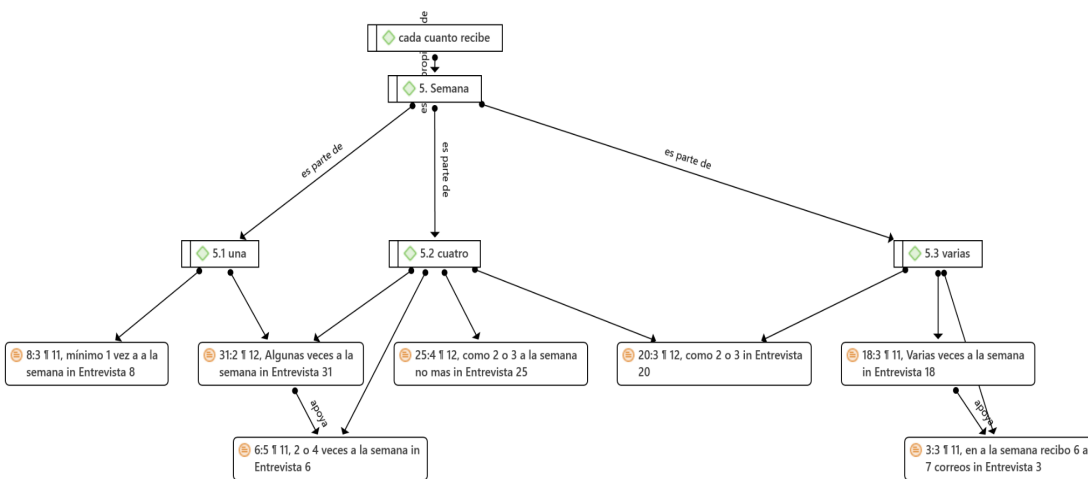 cada cuanto recibe
es propi de
5. Semana
es parte de
es parte de
es parte de
5.1 una
5.2 cuatro
5.3 varias
8:3 ¶ 11, mínimo 1 vez a a la
semana in Entrevista 8
31:2 ¶ 12, Algunas veces a la
semana in Entrevista 31
25:4 ¶ 12, como 2 o 3 a la semana
no mas in Entrevista 25
20:3 ¶ 12, como 2 o 3 in Entrevista
20
18:3 ¶ 11, Varias veces a la semana
in Entrevista 18
apoya
apoya
6:5 ¶ 11, 2 o 4 veces a la semana in
Entrevista 6
3:3 ¶ 11, en a la semana recibo 6 a
7 correos in Entrevista 3